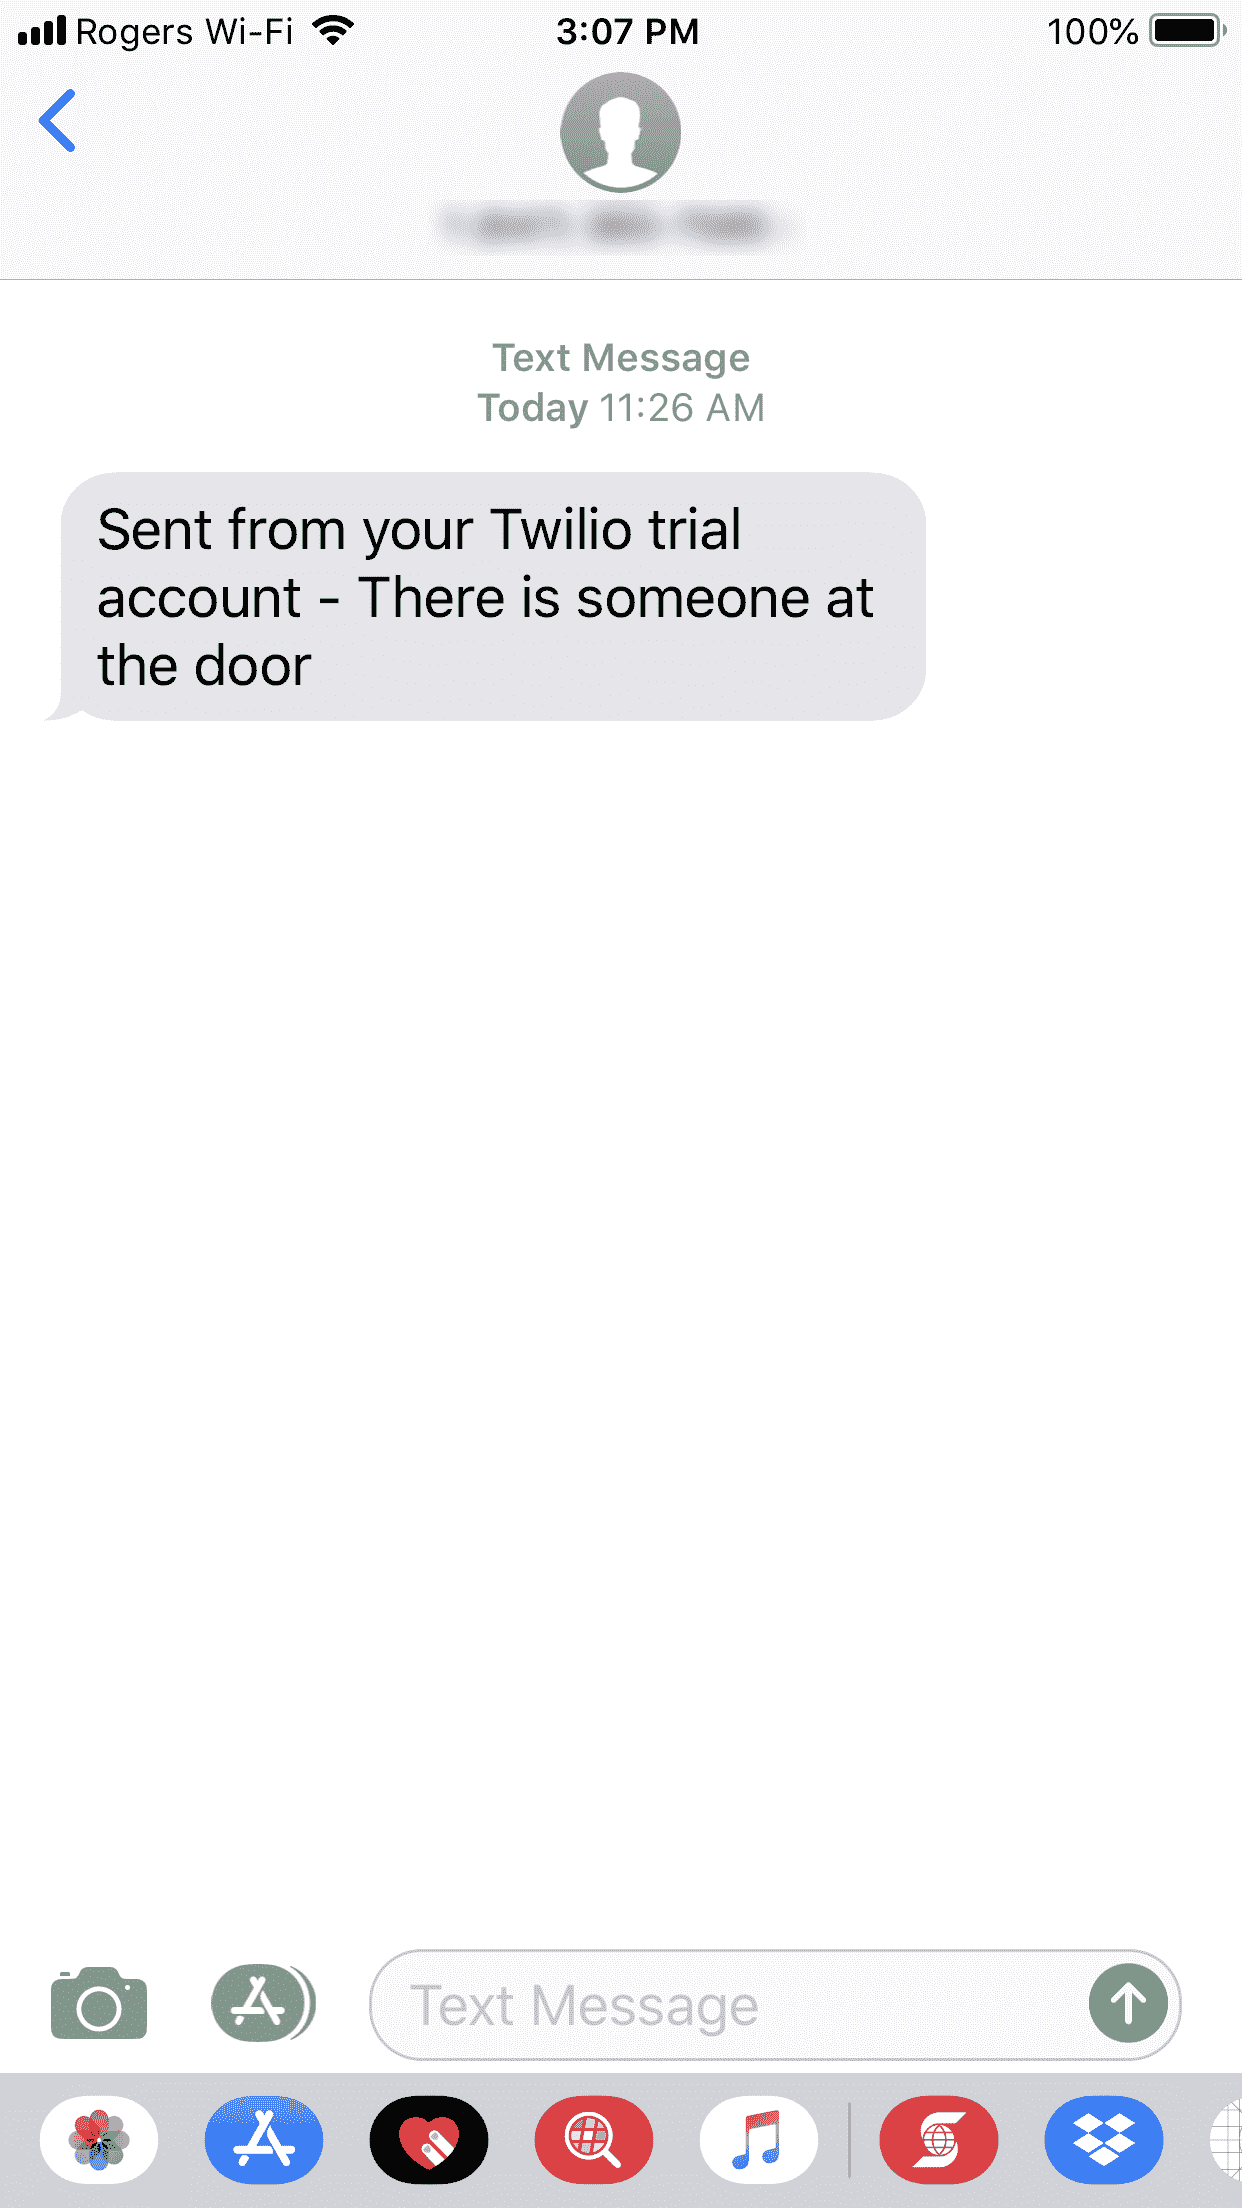 Rogers Wi-Fi 3:07 PM 100%
Text Message
Today 11:26 AM
Sent from your Twilio trial
account - There is someone at
the door
Text Message